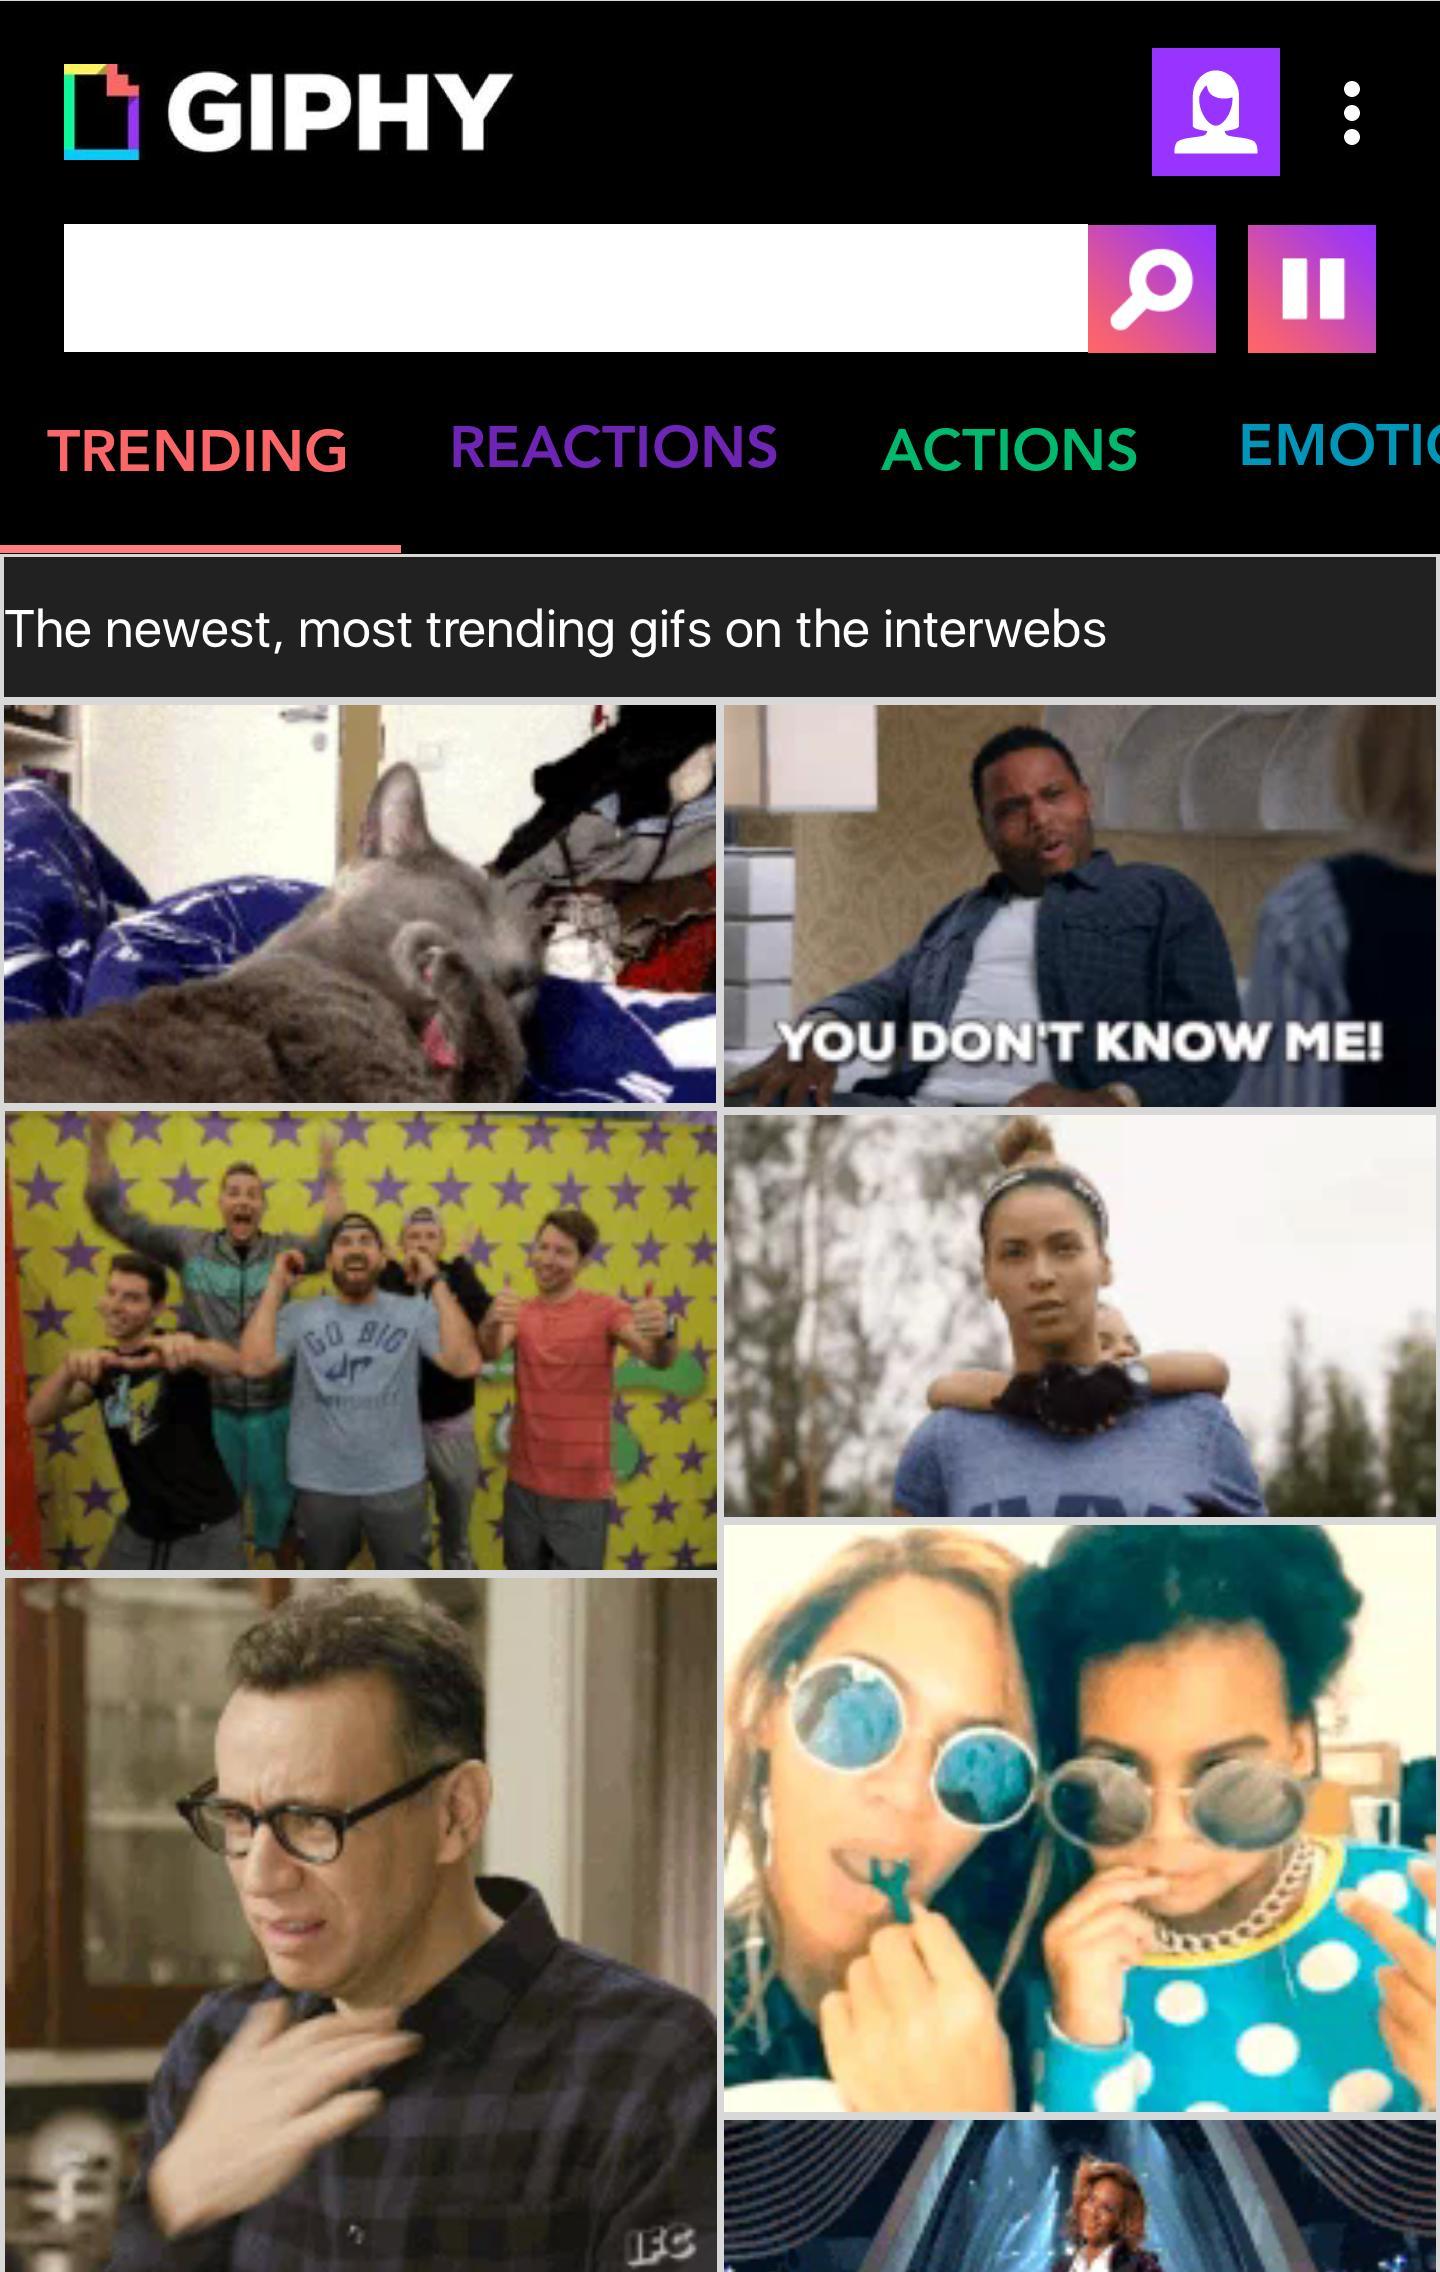 GIPHY
TRENDING REACTIONS ACTIONS EMOTIO
The newest, most trending gifs on the interwebs
YOU DON'T KNOW ME!
GO BIG
IFC